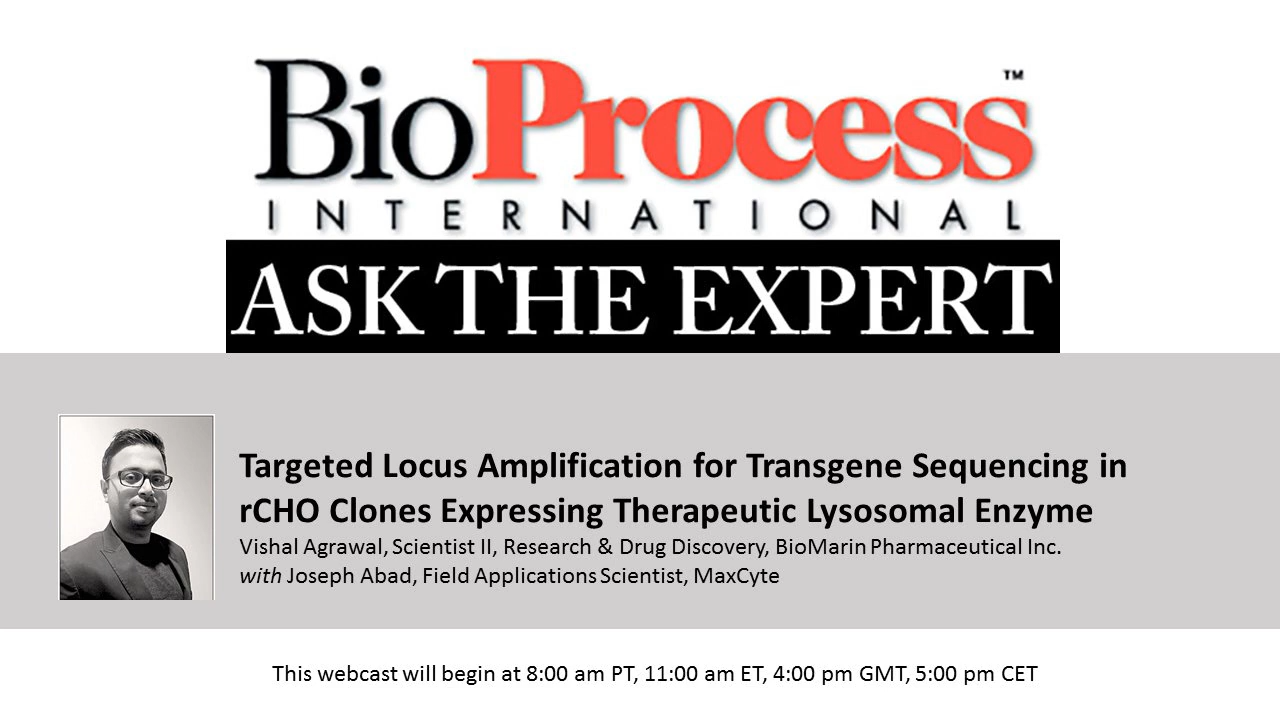 BioProcess™
INTERNATIONAL
ASK THE EXPERT
Targeted Locus Amplification for Transgene Sequencing in
rCHO Clones Expressing Therapeutic Lysosomal Enzyme
Vishal Agrawal, Scientist II, Research & Drug Discovery, BioMarin Pharmaceutical Inc.
with Joseph Abad, Field Applications Scientist, MaxCyte
This webcast will begin at 8:00 am PT, 11:00 am ET, 4:00 pm GMT, 5:00 pm CET